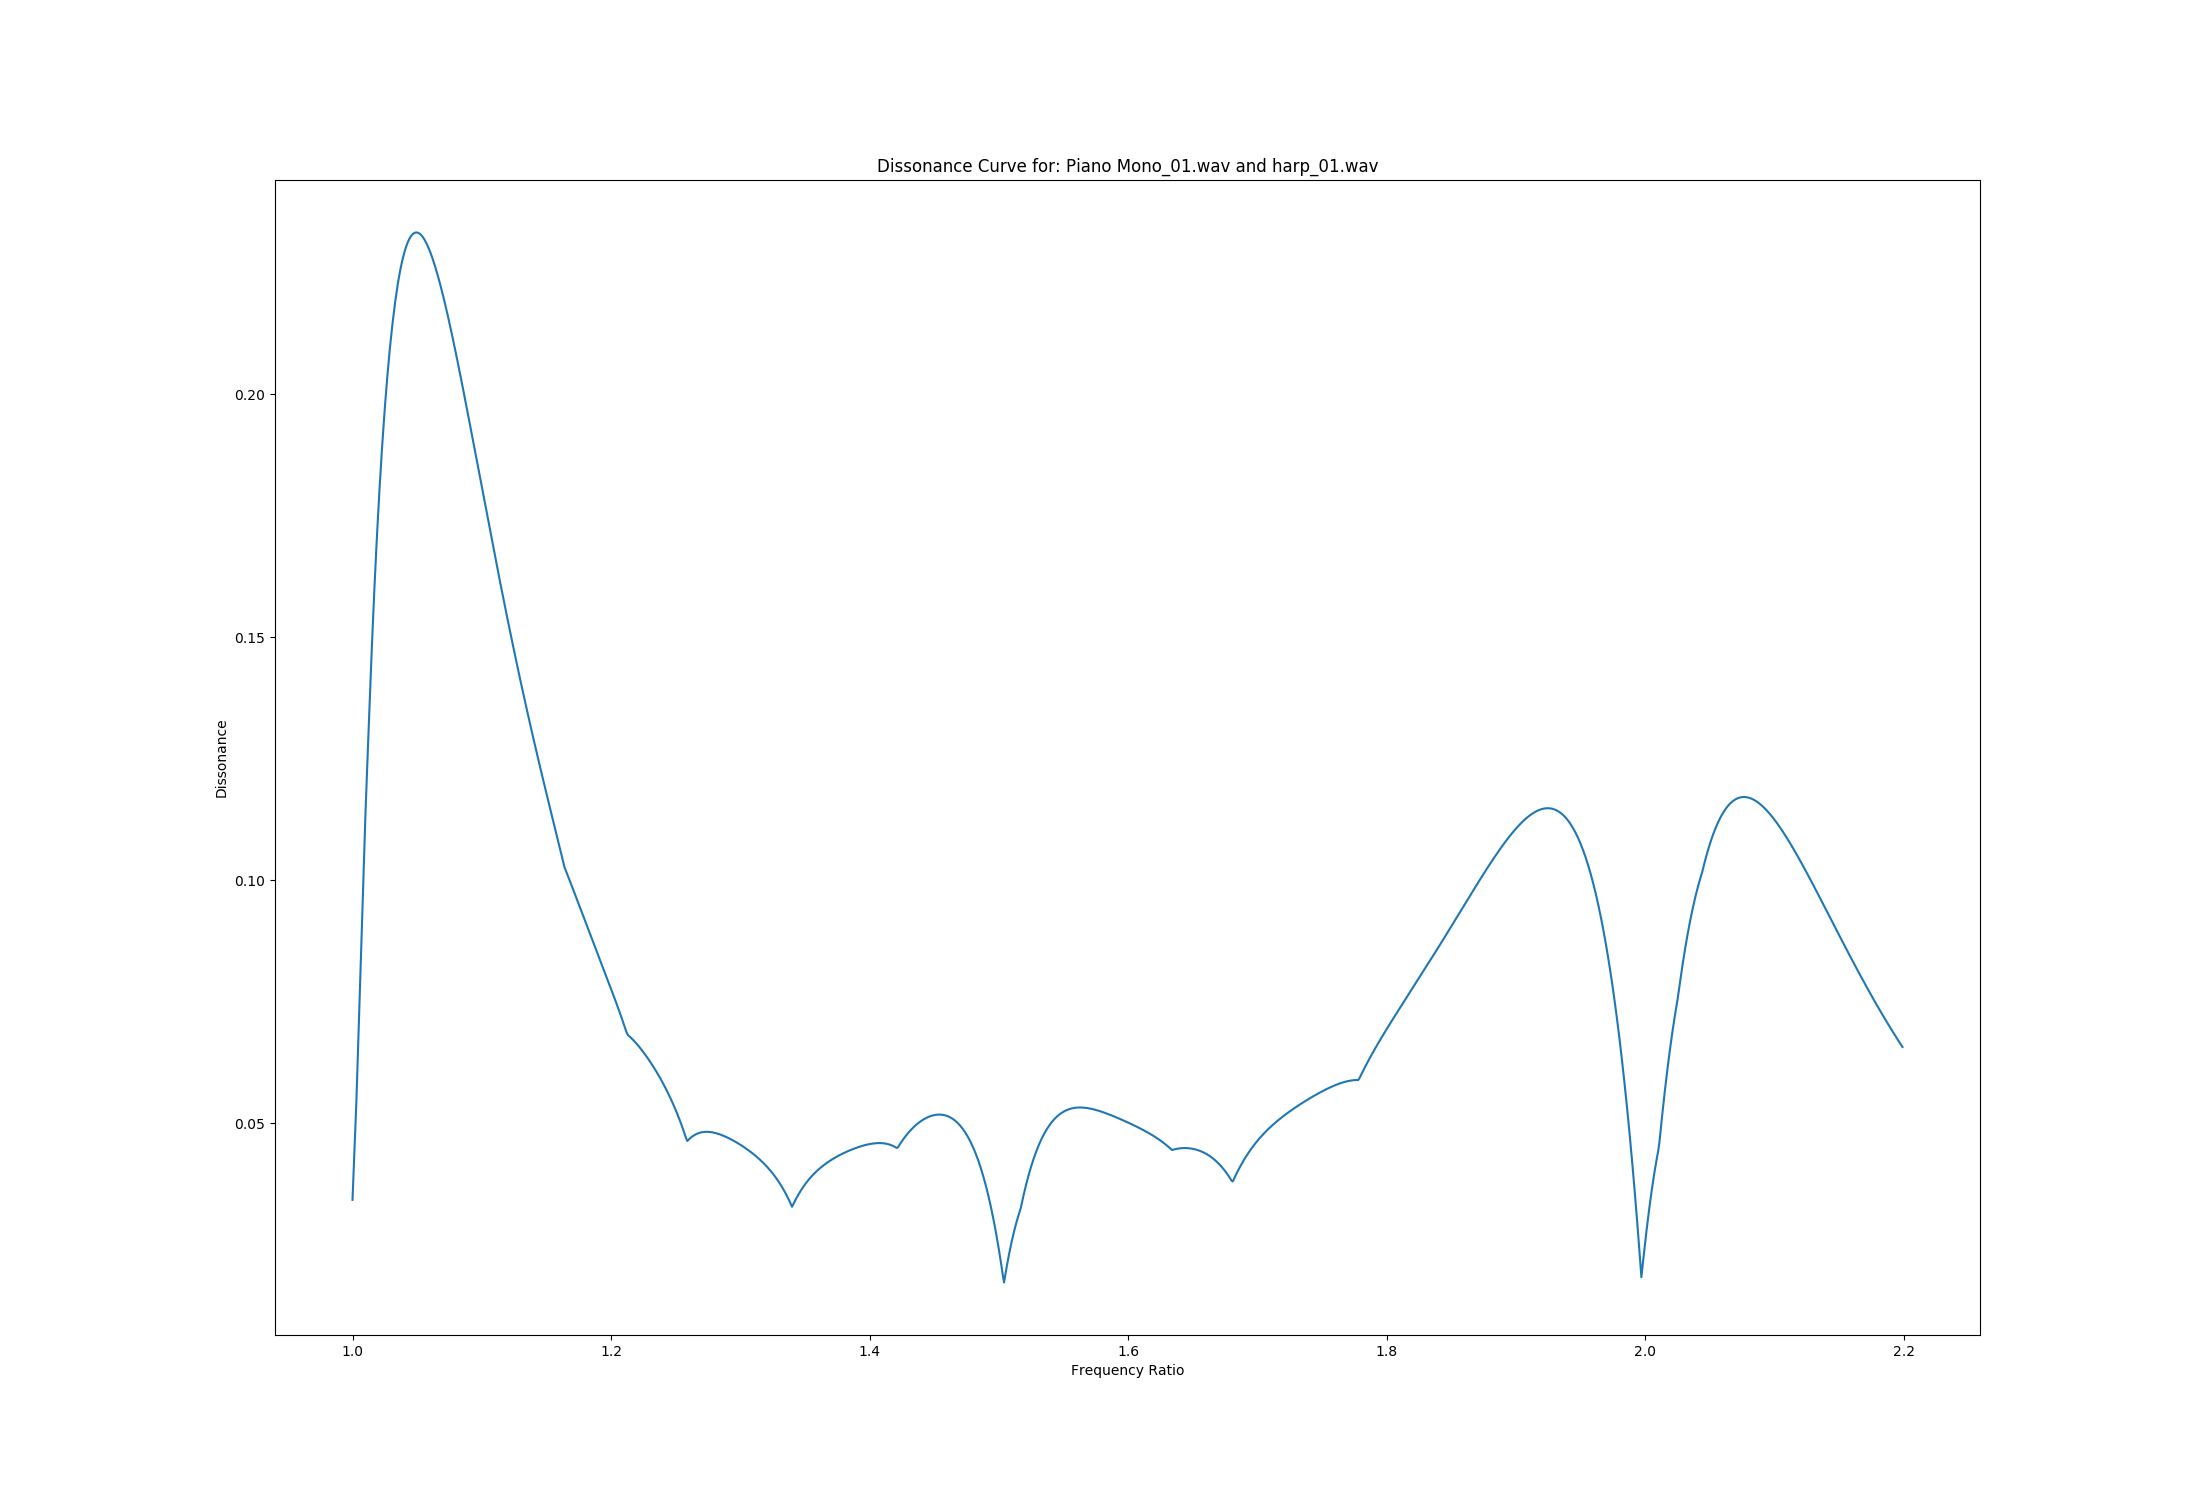 Dissonance Curve for: Piano Mono_01.wav and harp_01.wav
Dissonance
0.20
0.15
0.10
0.05
1.0 1.2 1.4 1.6 1.8 2.0 2.2
Frequency Ratio